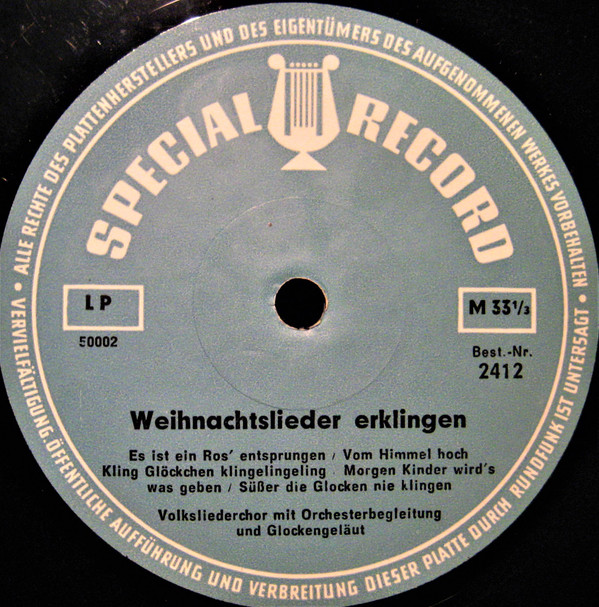 • ALLE RECHTE DES PLATTENHERSTELLERS UND DES EIGENTÜMERS DES AUFGENOMMENEN WERKES VORBEHALTEN •
SPECIAL RECORD
LP
M 33 1/3
50002
Best.-Nr.
2412
Weihnachtslieder erklingen
Es ist ein Ros' entsprungen / Vom Himmel hoch
Kling Glöckchen klingelingeling / Morgen Kinder wird's
was geben / Süßer die Glocken nie klingen
Volksliederchor mit Orchesterbegleitung
und Glockengeläut
VERVIELFÄLTIGUNG, ÖFFENTLICHE AUFFÜHRUNG UND VERBREITUNG DIESER PLATTE DURCH RUNDFUNK IST UNTERSAGT